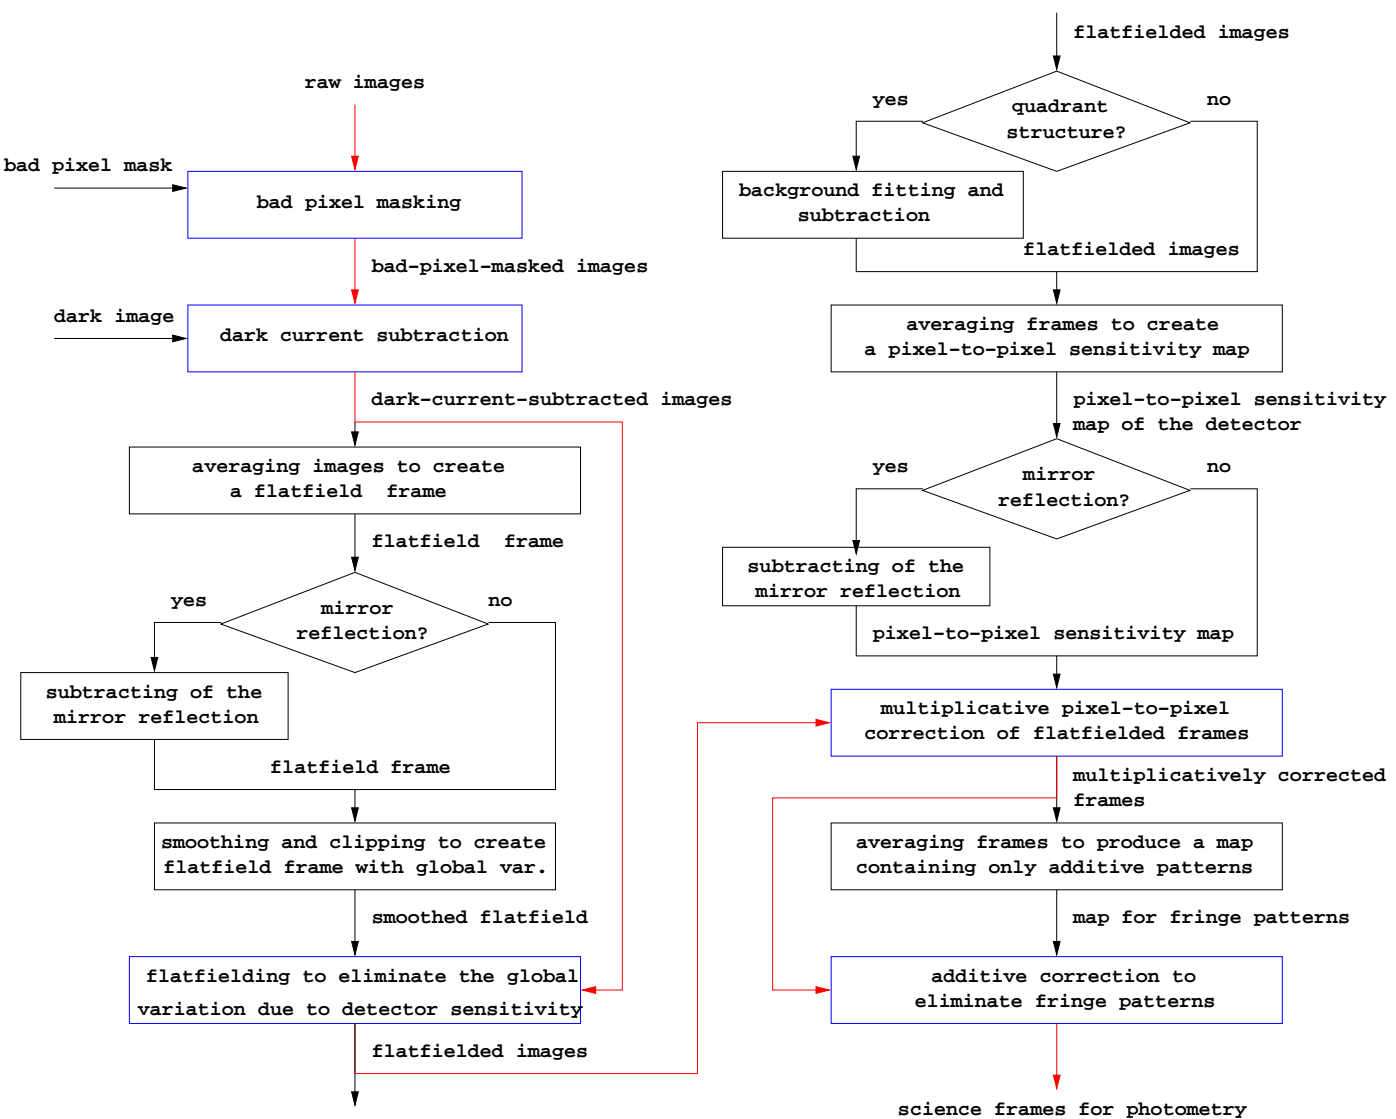 raw images
bad pixel mask
bad pixel masking
bad-pixel-masked images
dark image
dark current subtraction
dark-current-subtracted images
averaging images to create
a flatfield frame
flatfield frame
yes
no
mirror
reflection?
subtracting of the
mirror reflection
flatfield frame
smoothing and clipping to create
flatfield frame with global var.
smoothed flatfield
flatfielding to eliminate the global
variation due to detector sensitivity
flatfielded images
flatfielded images
yes
no
quadrant
structure?
background fitting and
subtraction
flatfielded images
averaging frames to create
a pixel-to-pixel sensitivity map
pixel-to-pixel sensitivity
map of the detector
yes
no
mirror
reflection?
subtracting of the
mirror reflection
pixel-to-pixel sensitivity map
multiplicative pixel-to-pixel
correction of flatfielded frames
multiplicatively corrected
frames
averaging frames to produce a map
containing only additive patterns
map for fringe patterns
additive correction to
eliminate fringe patterns
science frames for photometry